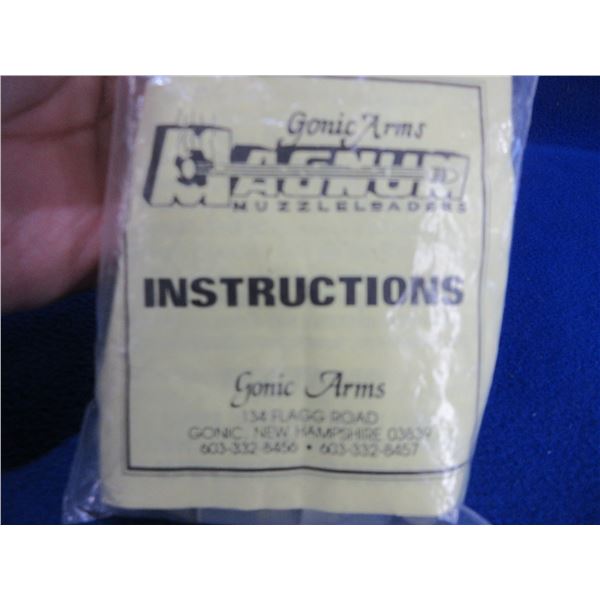 Gonic Arms
MAGNUM
MUZZLELOADERS
INSTRUCTIONS
Gonic Arms
134 FLAGG ROAD
GONIC, NEW HAMPSHIRE 03839
603-332-8456 • 603-332-8457